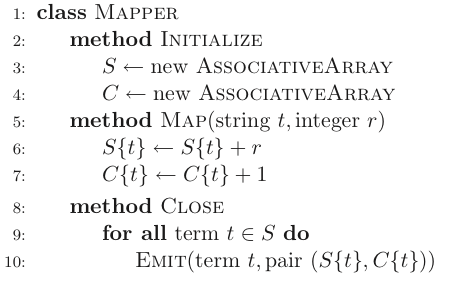 1: class MAPPER
2: method INITIALIZE
3: S ← new ASSOCIATIVEARRAY
4: C ← new ASSOCIATIVEARRAY
5: method MAP(string t, integer r)
6: S{t} ← S{t} + r
7: C{t} ← C{t} + 1
8: method CLOSE
9: for all term t ∈ S do
10: EMIT(term t, pair (S{t}, C{t}))